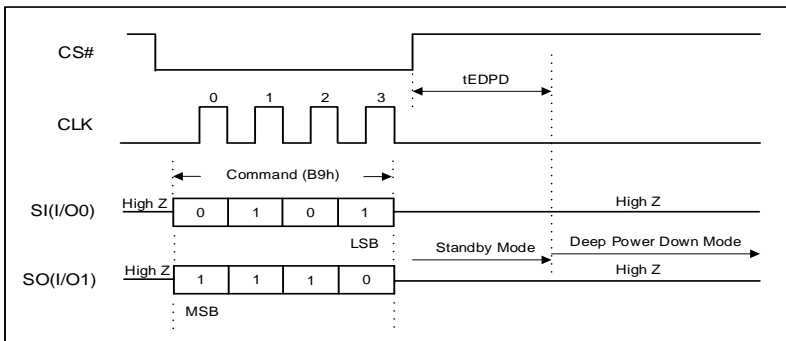 CS#
tEDPD
0 1 2 3
CLK
Command (B9h)
SI(I/O0) High Z 0 1 0 1 High Z
LSB Standby Mode Deep Power Down Mode
SO(I/O1) High Z 1 1 1 0 High Z
MSB